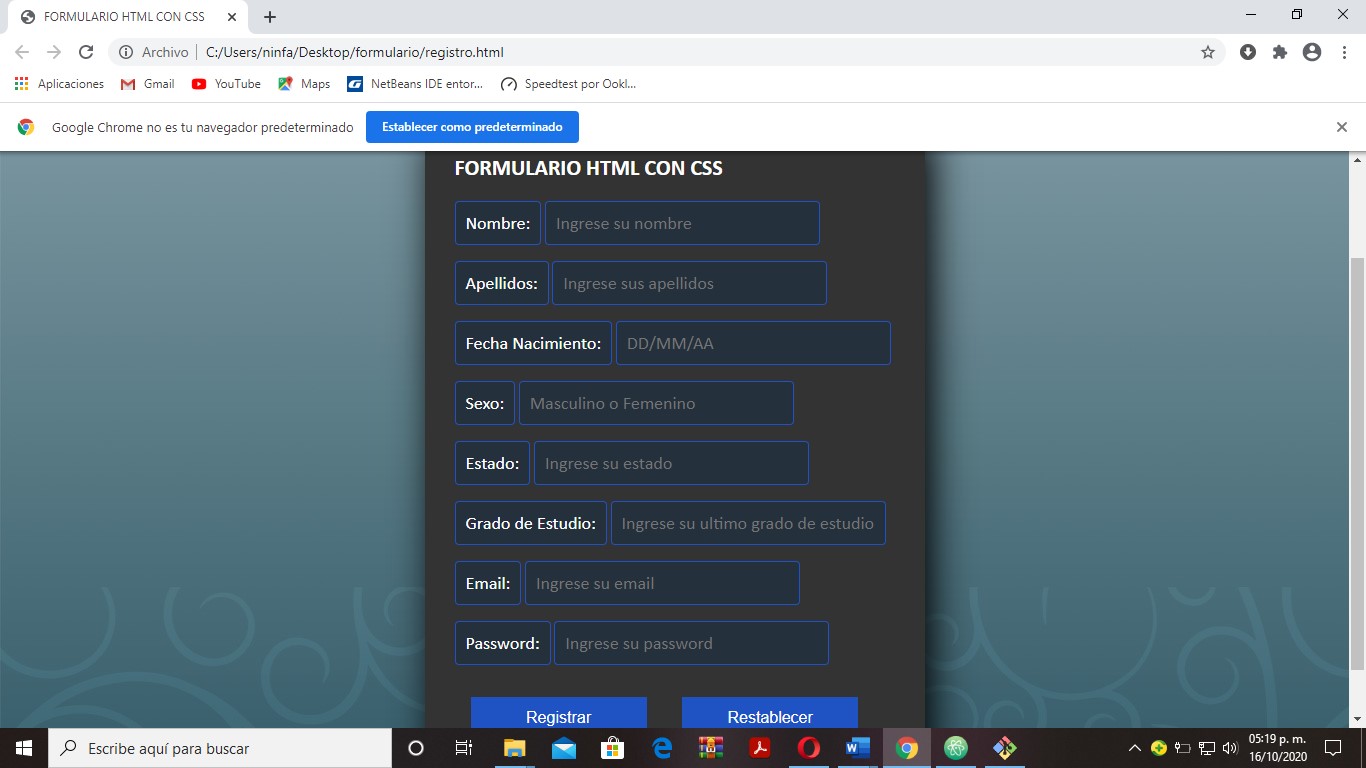 FORMULARIO HTML CON CSS
Archivo C:/Users/ninfa/Desktop/formulario/registro.html
Aplicaciones Gmail YouTube Maps NetBeans IDE entor... Speedtest por Ookl...
Google Chrome no es tu navegador predeterminado Establecer como predeterminado
FORMULARIO HTML CON CSS
Nombre: Ingrese su nombre
Apellidos: Ingrese sus apellidos
Fecha Nacimiento: DD/MM/AA
Sexo: Masculino o Femenino
Estado: Ingrese su estado
Grado de Estudio: Ingrese su ultimo grado de estudio
Email: Ingrese su email
Password: Ingrese su password
Registrar Restablecer
Escribe aquí para buscar
05:19 p. m.
16/10/2020